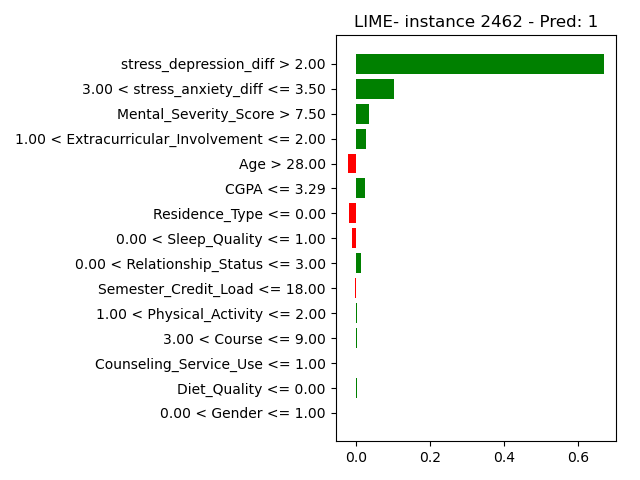 LIME- instance 2462 - Pred: 1
stress_depression_diff > 2.00
3.00 < stress_anxiety_diff <= 3.50
Mental_Severity_Score > 7.50
1.00 < Extracurricular_Involvement <= 2.00
Age > 28.00
CGPA <= 3.29
Residence_Type <= 0.00
0.00 < Sleep_Quality <= 1.00
0.00 < Relationship_Status <= 3.00
Semester_Credit_Load <= 18.00
1.00 < Physical_Activity <= 2.00
3.00 < Course <= 9.00
Counseling_Service_Use <= 1.00
Diet_Quality <= 0.00
0.00 < Gender <= 1.00
0.0 0.2 0.4 0.6